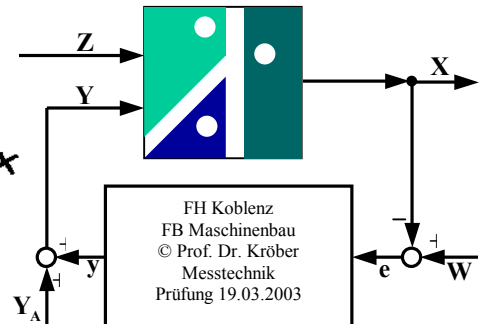 Z
X
Y
FH Koblenz
FB Maschinenbau
© Prof. Dr. Kröber
Messtechnik
Prüfung 19.03.2003
y
e
W
Y_A